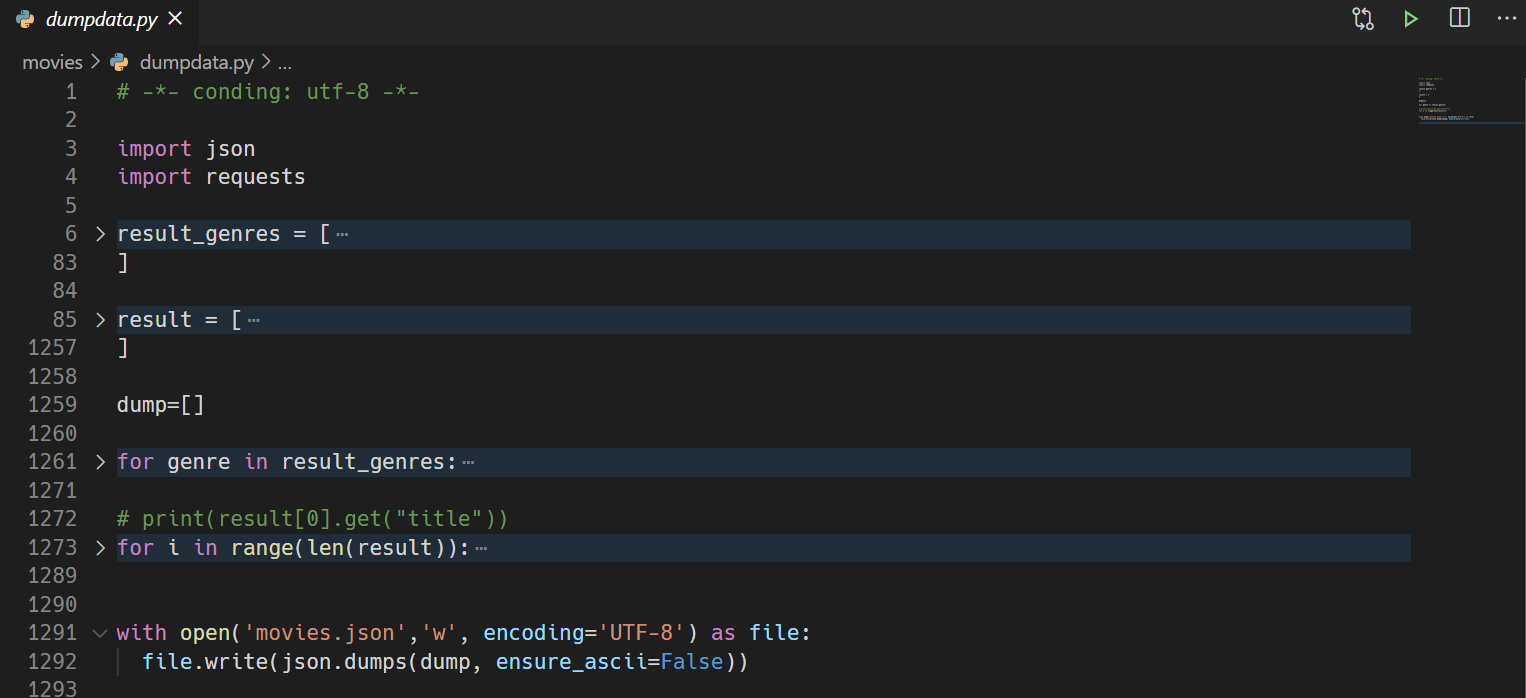 dumpdata.py
movies > dumpdata.py > ...
1 # -*- conding: utf-8 -*-
2
3 import json
4 import requests
5
6 result_genres = [ ⋯
83 ]
84
85 result = [ ⋯
1257 ]
1258
1259 dump=[]
1260
1261 for genre in result_genres: ⋯
1271
1272 # print(result[0].get("title"))
1273 for i in range(len(result)): ⋯
1289
1290
1291 with open('movies.json','w', encoding='UTF-8') as file:
1292 file.write(json.dumps(dump, ensure_ascii=False))
1293